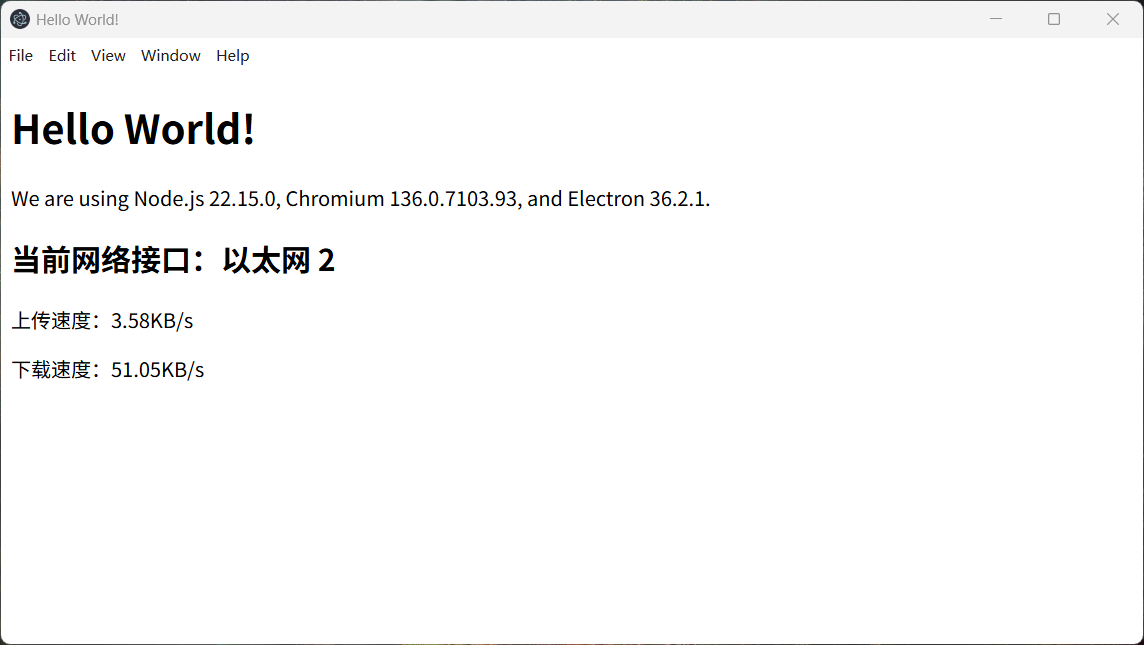 Hello World!
File Edit View Window Help
Hello World!
We are using Node.js 22.15.0, Chromium 136.0.7103.93, and Electron 36.2.1.
当前网络接口：以太网 2
上传速度：3.58KB/s
下载速度：51.05KB/s